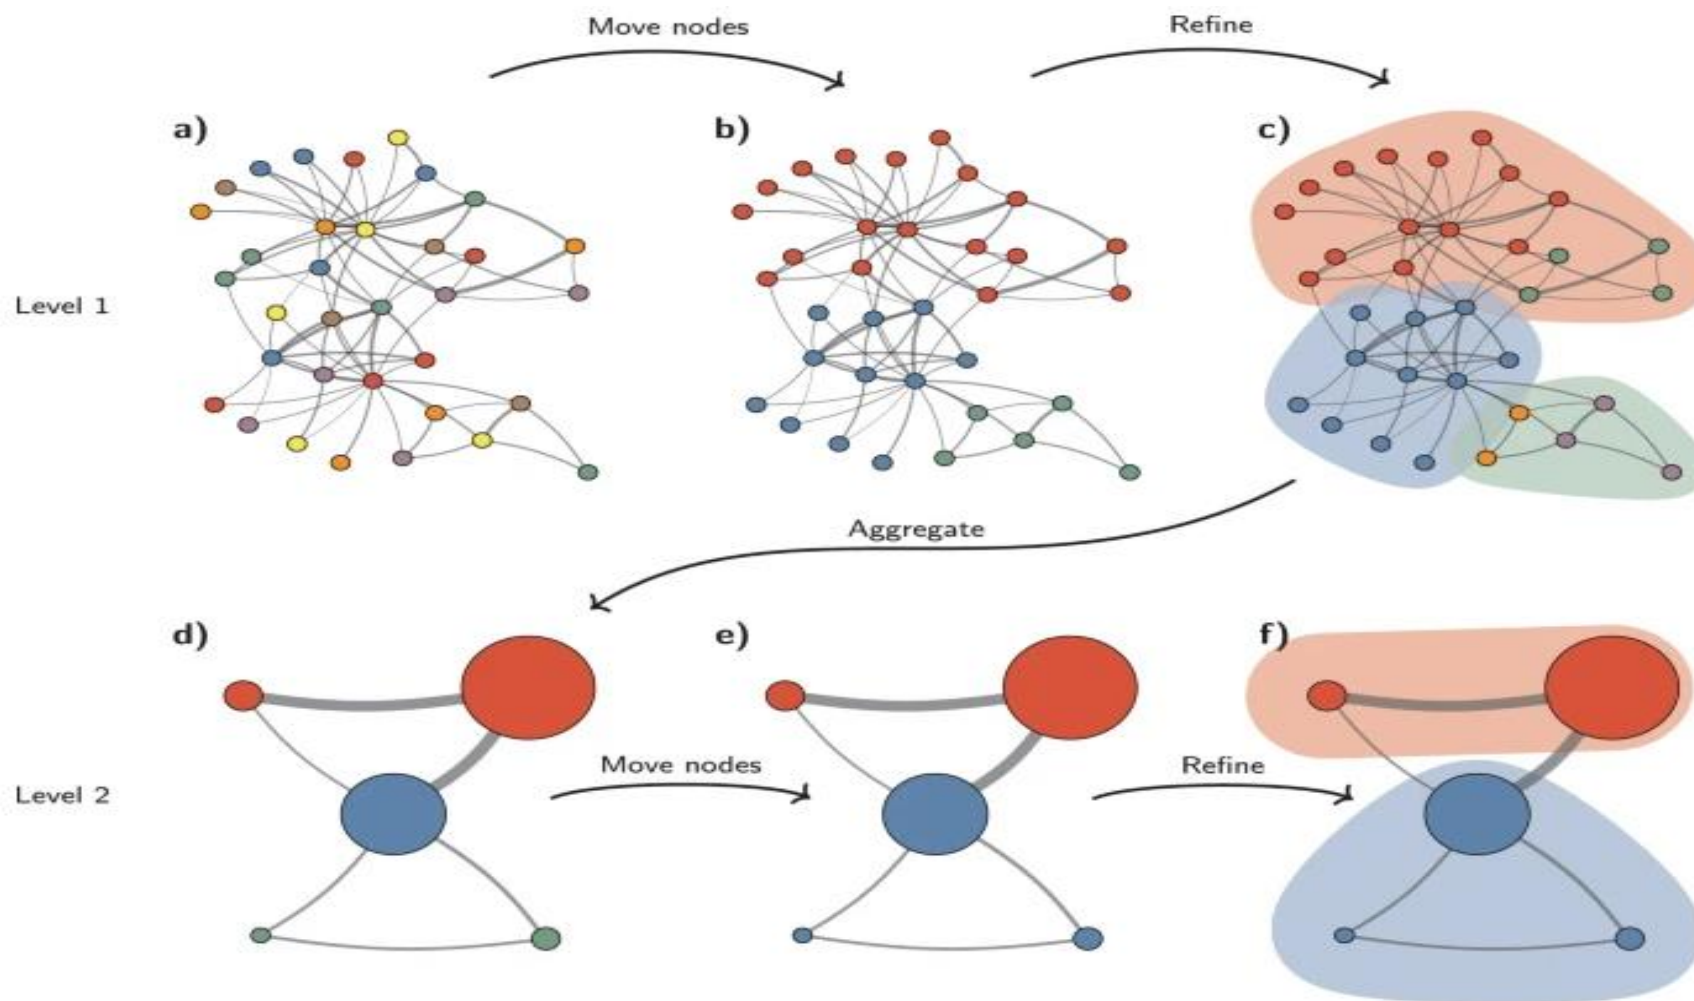 Move nodes
Refine
a)
b)
c)
Level 1
Aggregate
d)
e)
f)
Move nodes
Refine
Level 2